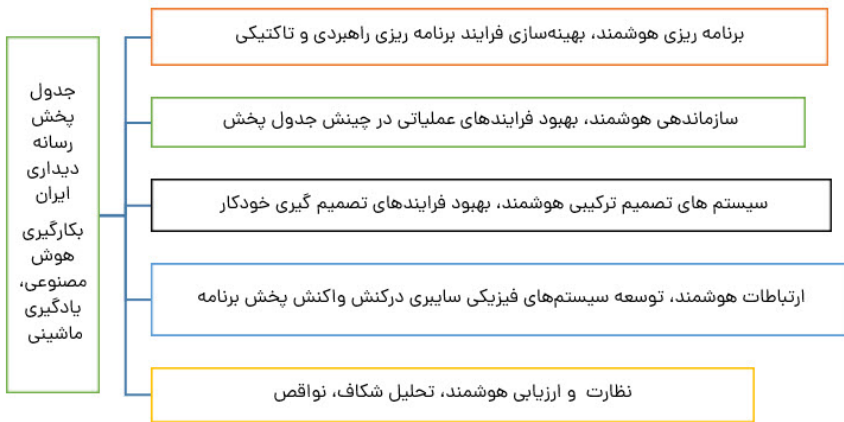 جدول
پخش
رسانه
دیداری
ایران
بکارگیری
هوش
مصنوعی،
یادگیری
ماشینی
برنامه ریزی هوشمند، بهینه‌سازی فرایند برنامه ریزی راهبردی و تاکتیکی
سازماندهی هوشمند، بهبود فرایندهای عملیاتی در چینش جدول پخش
سیستم های تصمیم ترکیبی هوشمند، بهبود فرایندهای تصمیم گیری خودکار
ارتباطات هوشمند، توسعه سیستم‌های فیزیکی سایبری درکنش واکنش پخش برنامه
نظارت و ارزیابی هوشمند، تحلیل شکاف، نواقص